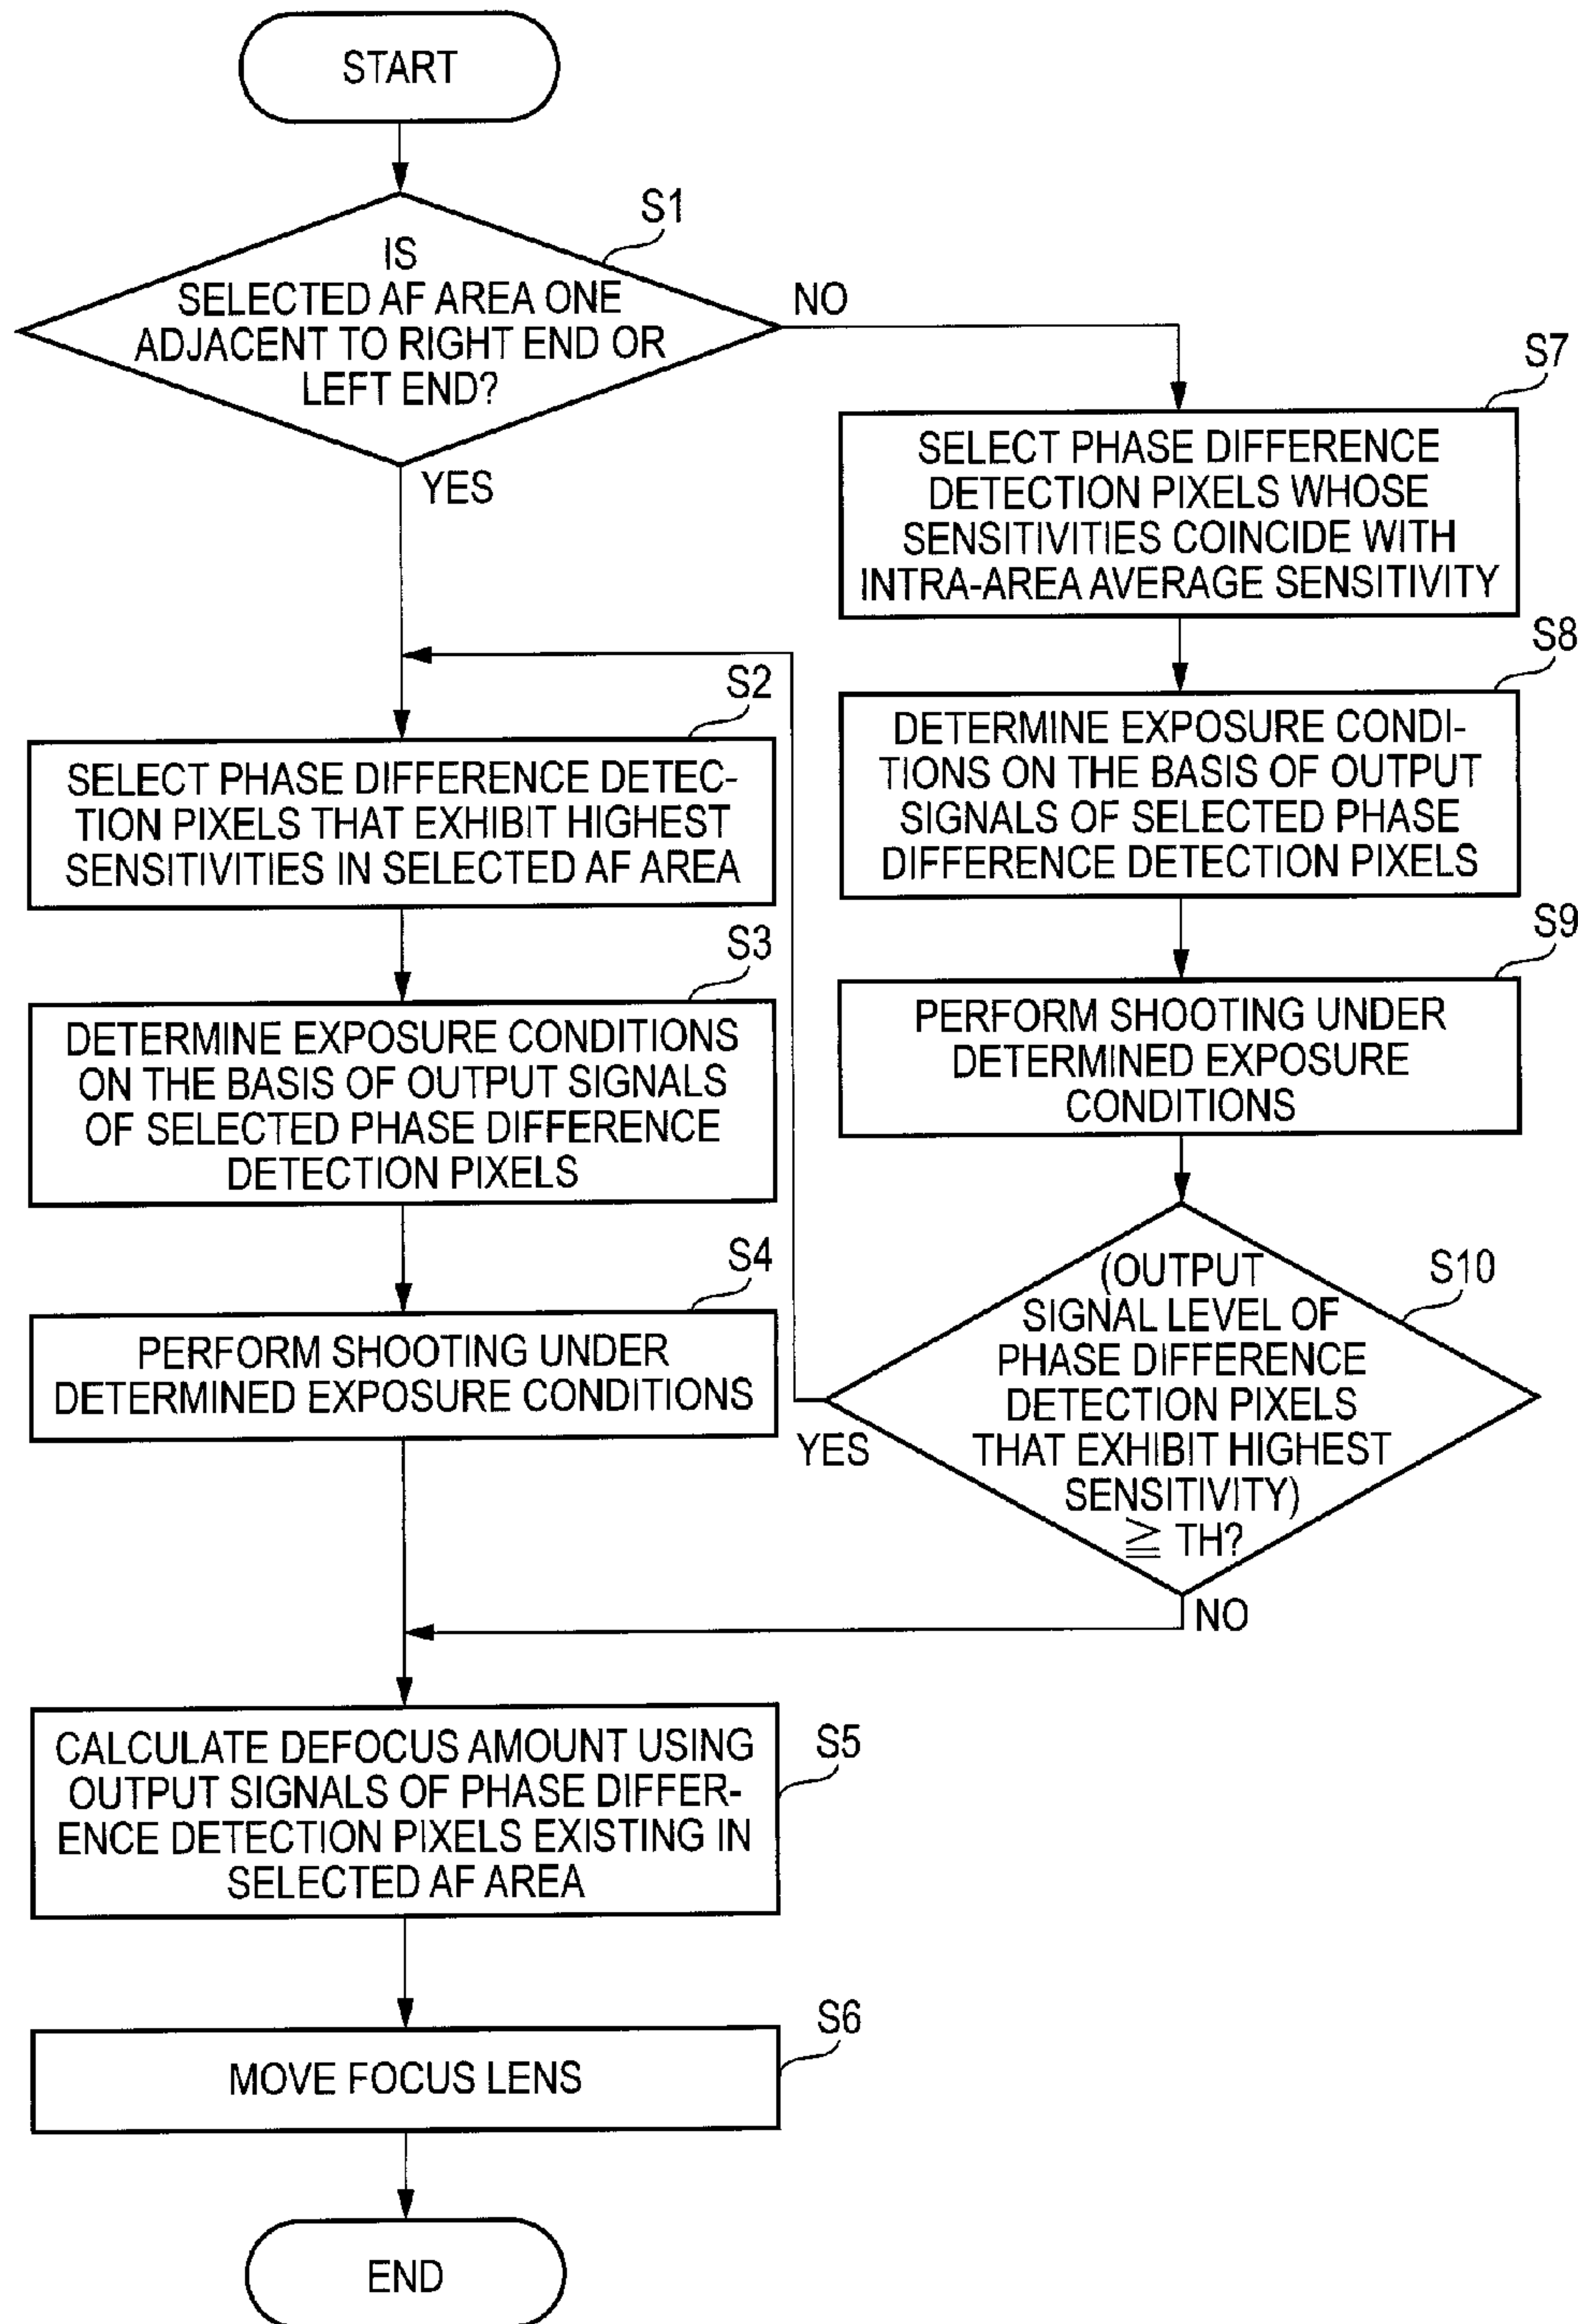 START
S1
IS
SELECTED AF AREA ONE
ADJACENT TO RIGHT END OR
LEFT END?
NO
YES
S7
SELECT PHASE DIFFERENCE
DETECTION PIXELS WHOSE
SENSITIVITIES COINCIDE WITH
INTRA-AREA AVERAGE SENSITIVITY
S2
SELECT PHASE DIFFERENCE DETEC-
TION PIXELS THAT EXHIBIT HIGHEST
SENSITIVITIES IN SELECTED AF AREA
S8
DETERMINE EXPOSURE CONDI-
TIONS ON THE BASIS OF OUTPUT
SIGNALS OF SELECTED PHASE
DIFFERENCE DETECTION PIXELS
S3
DETERMINE EXPOSURE CONDITIONS
ON THE BASIS OF OUTPUT SIGNALS
OF SELECTED PHASE DIFFERENCE
DETECTION PIXELS
S9
PERFORM SHOOTING UNDER
DETERMINED EXPOSURE
CONDITIONS
S4
PERFORM SHOOTING UNDER
DETERMINED EXPOSURE CONDITIONS
S10
(OUTPUT
SIGNAL LEVEL OF
PHASE DIFFERENCE
DETECTION PIXELS
THAT EXHIBIT HIGHEST
SENSITIVITY)
≧ TH?
YES
NO
S5
CALCULATE DEFOCUS AMOUNT USING
OUTPUT SIGNALS OF PHASE DIFFER-
ENCE DETECTION PIXELS EXISTING IN
SELECTED AF AREA
S6
MOVE FOCUS LENS
END